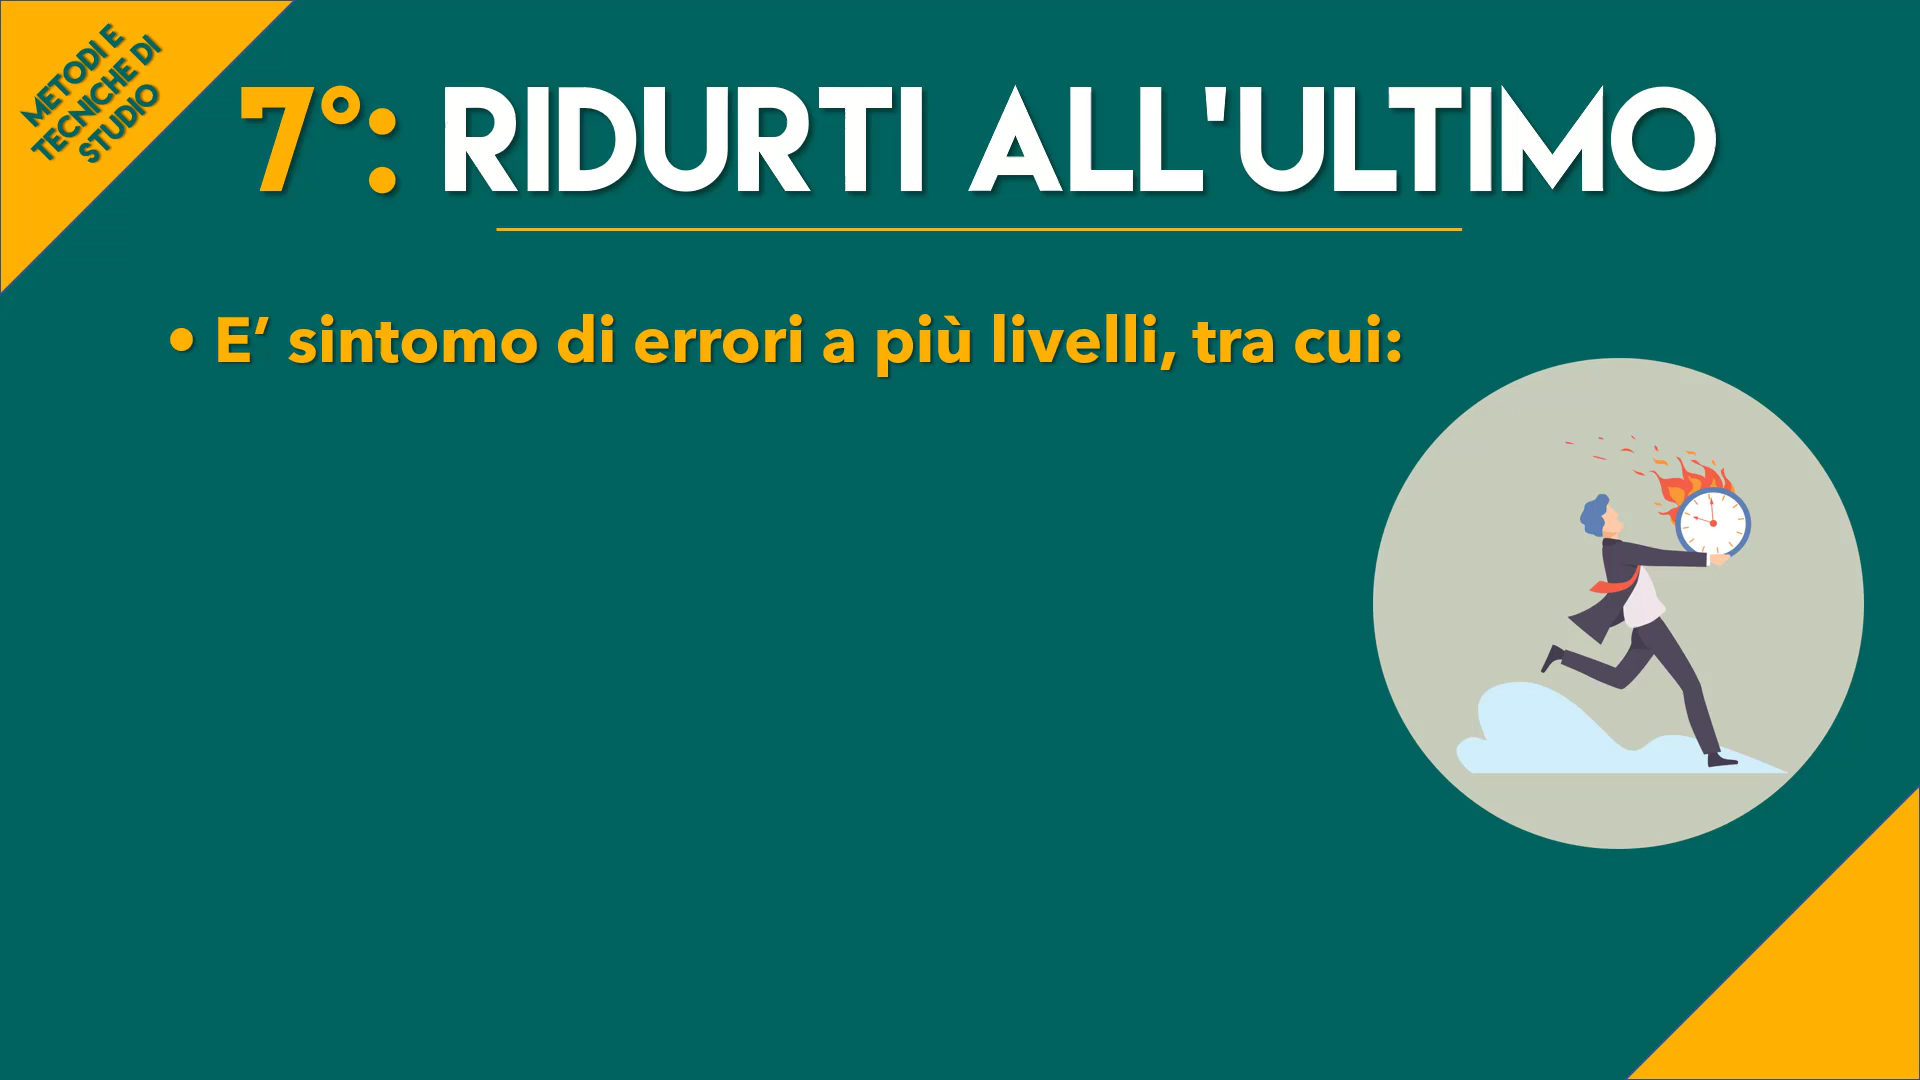 METODI E
TECNICHE DI
STUDIO
7°: RIDURTI ALL'ULTIMO
• E’ sintomo di errori a più livelli, tra cui: